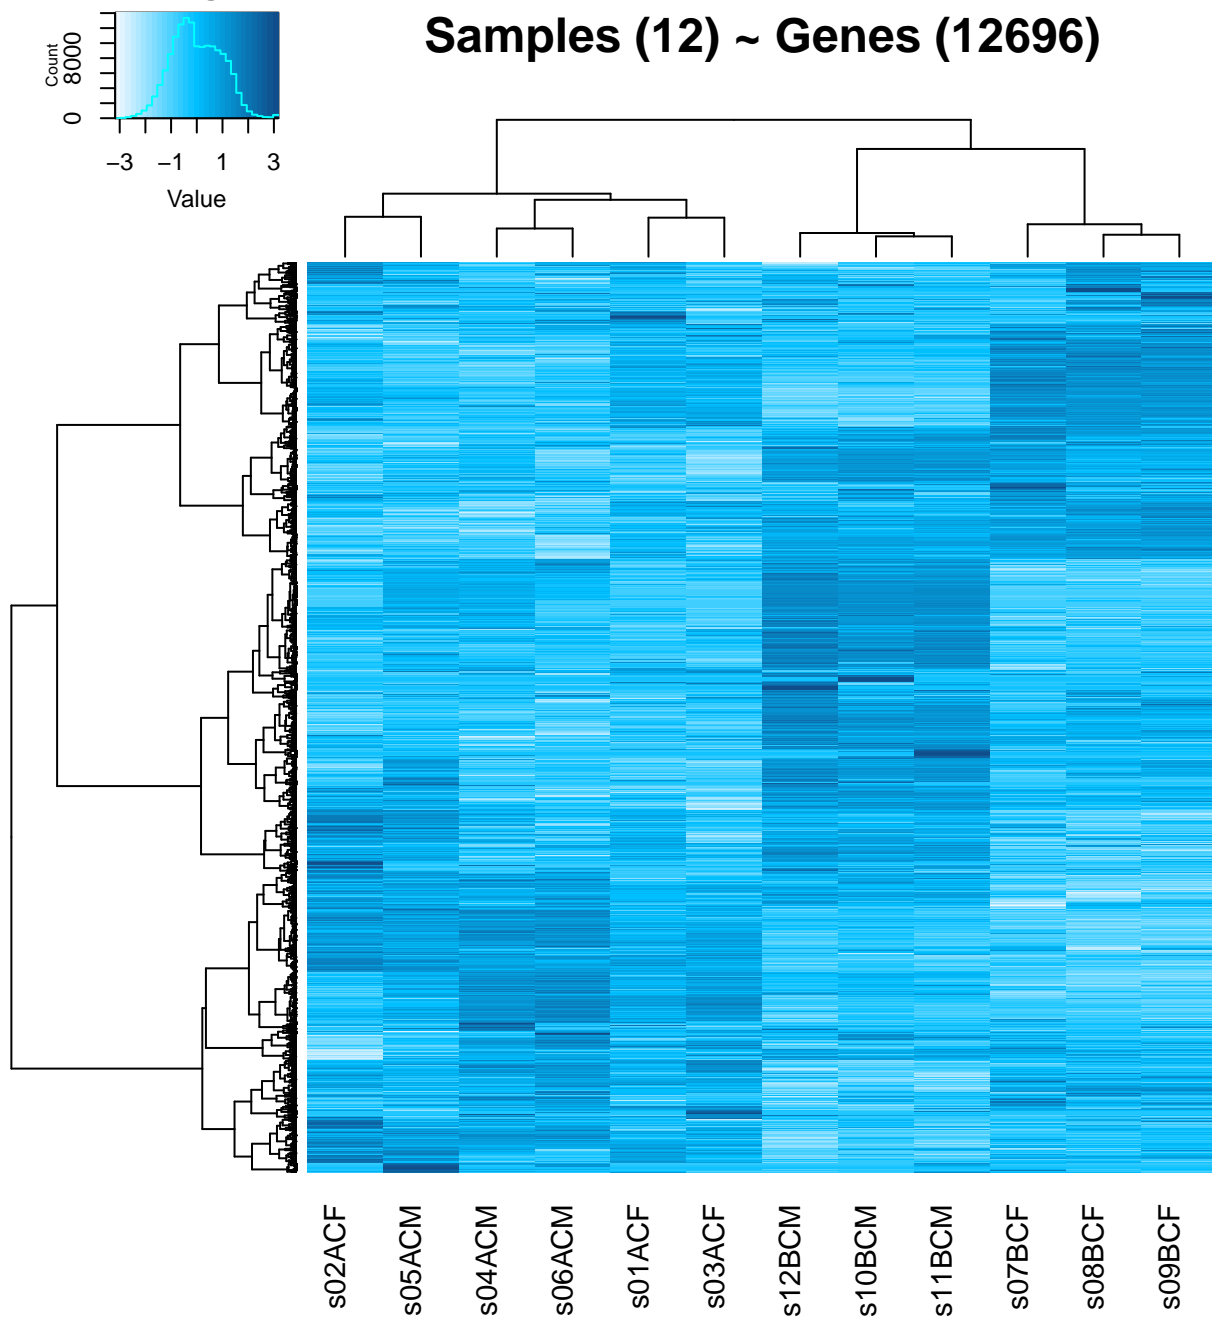 Samples (12) ~ Genes (12696)
Count
0 8000
−3 −1 1 3
Value
s02ACF
s05ACM
s04ACM
s06ACM
s01ACF
s03ACF
s12BCM
s10BCM
s11BCM
s07BCF
s08BCF
s09BCF